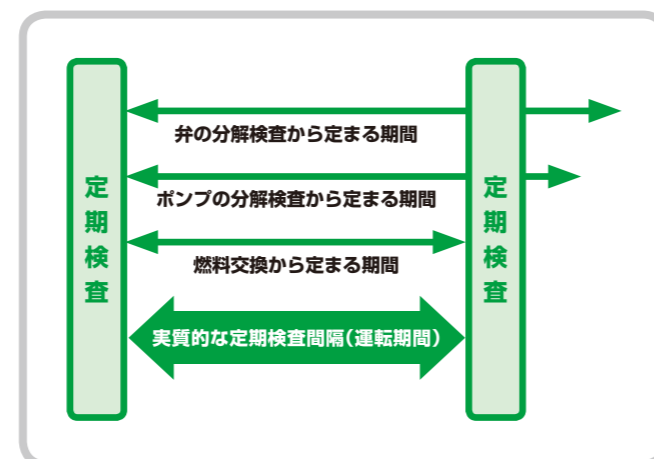 定期検査
弁の分解検査から定まる期間
ポンプの分解検査から定まる期間
燃料交換から定まる期間
実質的な定期検査間隔(運転期間)
定期検査